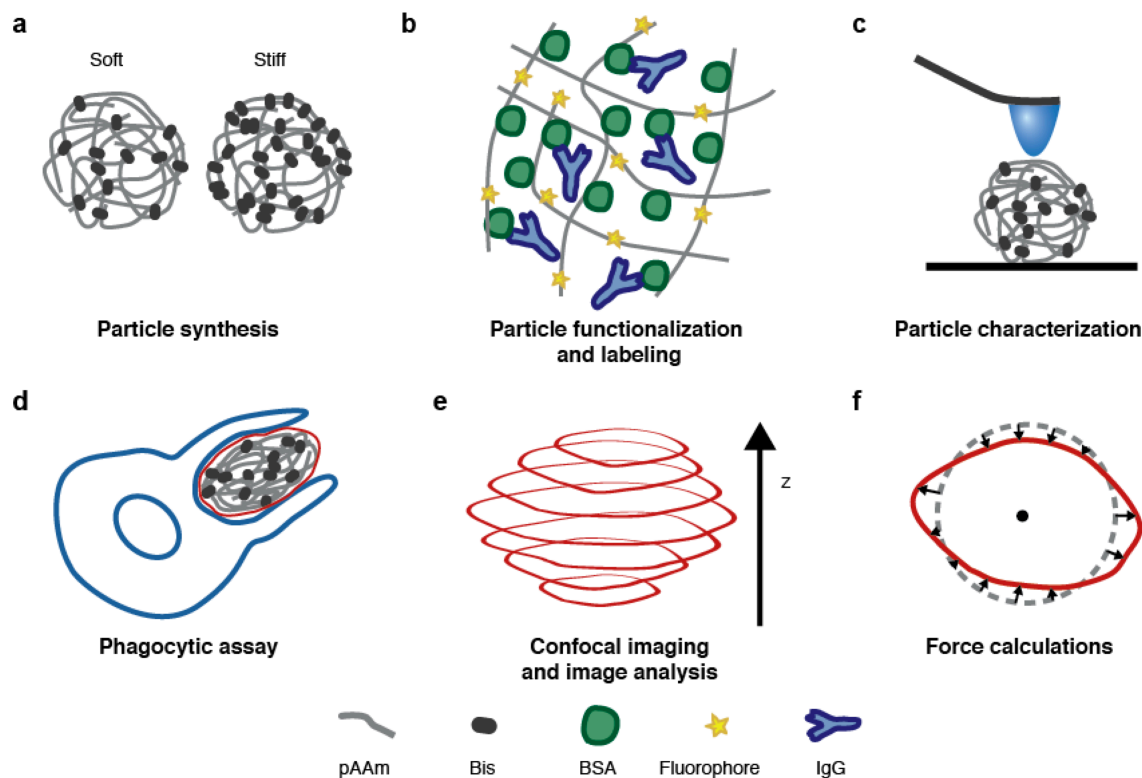 a
Soft
Stiff
Particle synthesis
b
Particle functionalization
and labeling
c
Particle characterization
d
Phagocytic assay
e
z
Confocal imaging
and image analysis
f
Force calculations
pAAm
Bis
BSA
Fluorophore
IgG